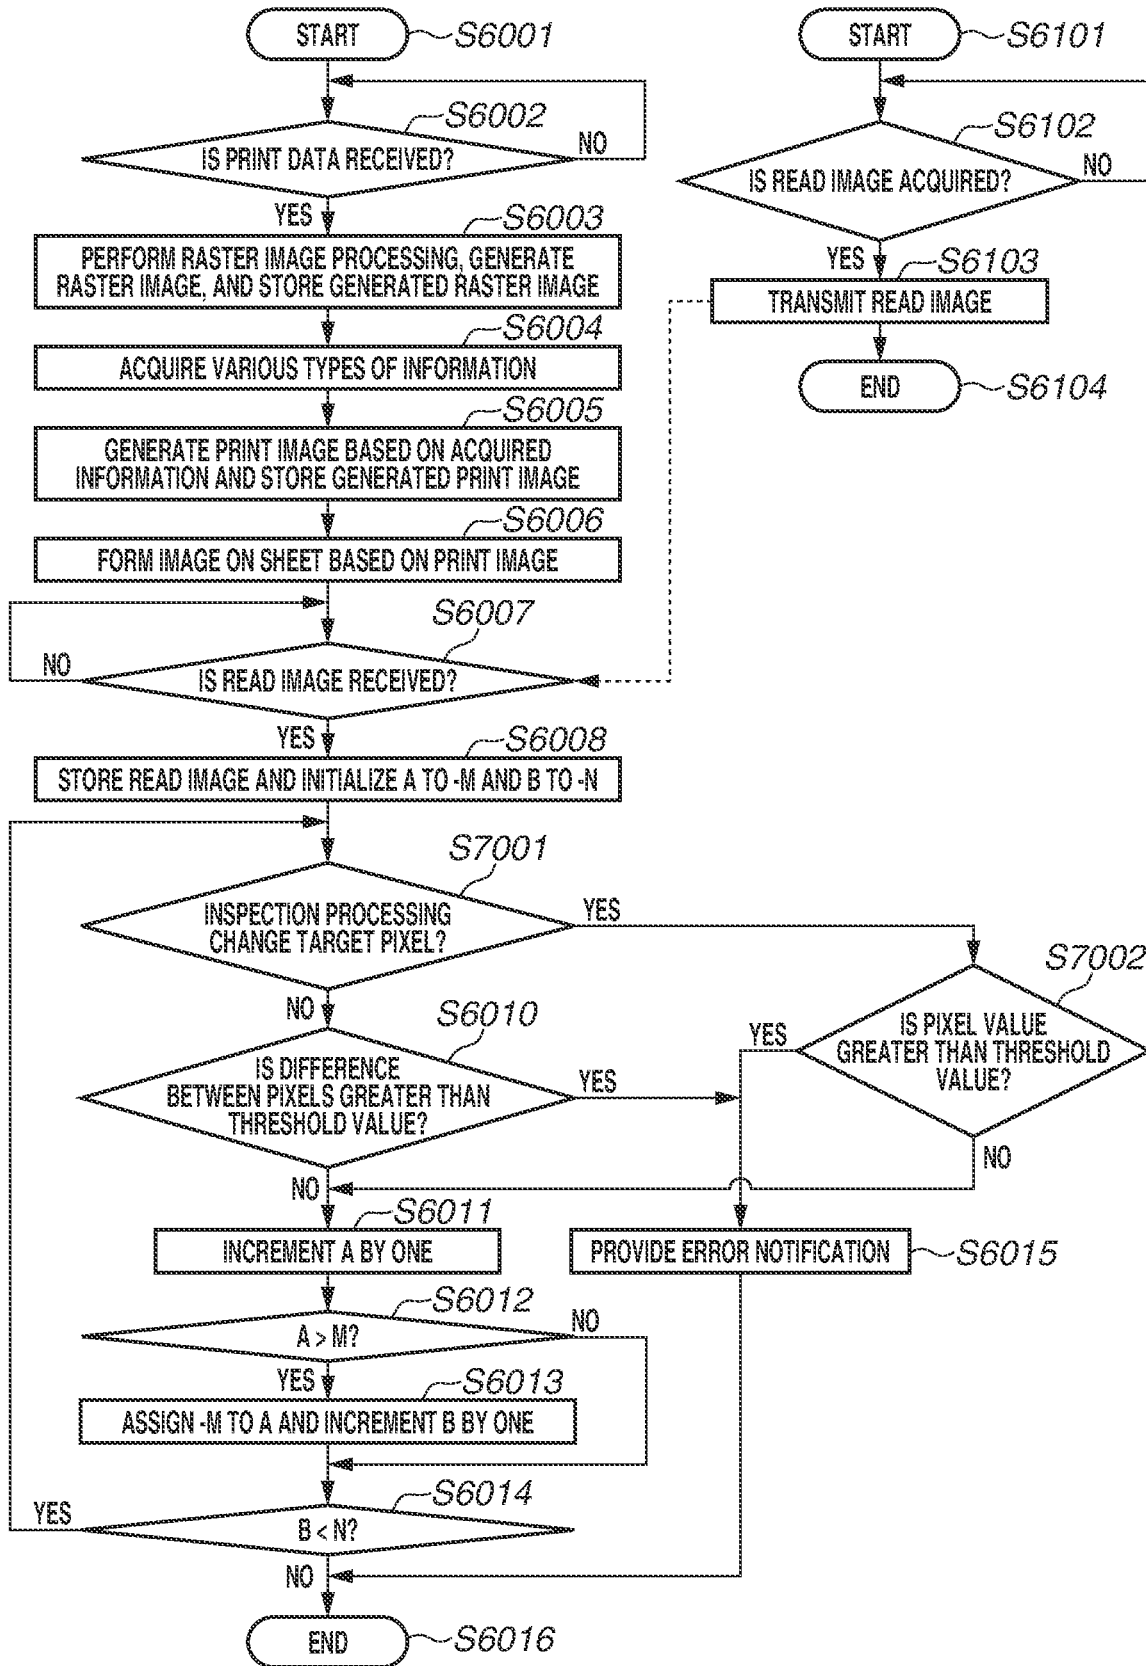 START
S6001
S6002
IS PRINT DATA RECEIVED?
NO
YES
S6003
PERFORM RASTER IMAGE PROCESSING, GENERATE
RASTER IMAGE, AND STORE GENERATED RASTER IMAGE
S6004
ACQUIRE VARIOUS TYPES OF INFORMATION
S6005
GENERATE PRINT IMAGE BASED ON ACQUIRED
INFORMATION AND STORE GENERATED PRINT IMAGE
S6006
FORM IMAGE ON SHEET BASED ON PRINT IMAGE
S6007
NO
IS READ IMAGE RECEIVED?
YES
S6008
STORE READ IMAGE AND INITIALIZE A TO -M AND B TO -N
S7001
INSPECTION PROCESSING
CHANGE TARGET PIXEL?
YES
NO
S6010
IS DIFFERENCE
BETWEEN PIXELS GREATER THAN
THRESHOLD VALUE?
YES
NO
S6011
INCREMENT A BY ONE
S6012
A > M?
NO
YES
S6013
ASSIGN -M TO A AND INCREMENT B BY ONE
S6014
YES
B < N?
NO
END
S6016
START
S6101
S6102
IS READ IMAGE ACQUIRED?
NO
YES
S6103
TRANSMIT READ IMAGE
END
S6104
S7002
YES
IS PIXEL VALUE
GREATER THAN THRESHOLD
VALUE?
NO
PROVIDE ERROR NOTIFICATION
S6015